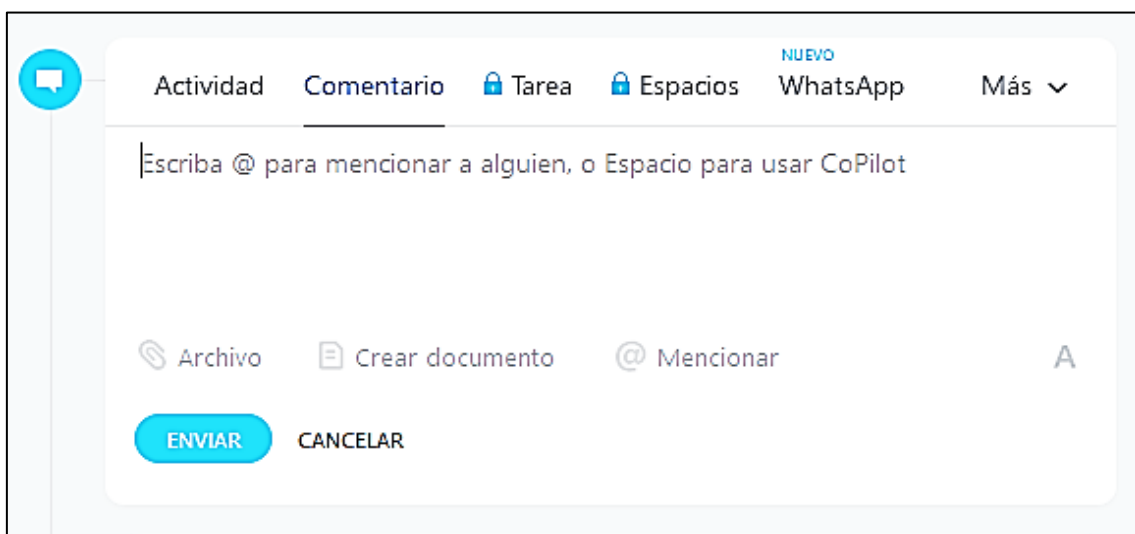 NUEVO
Actividad Comentario Tarea Espacios WhatsApp Más
Escriba @ para mencionar a alguien, o Espacio para usar CoPilot
Archivo Crear documento @ Mencionar A
ENVIAR CANCELAR